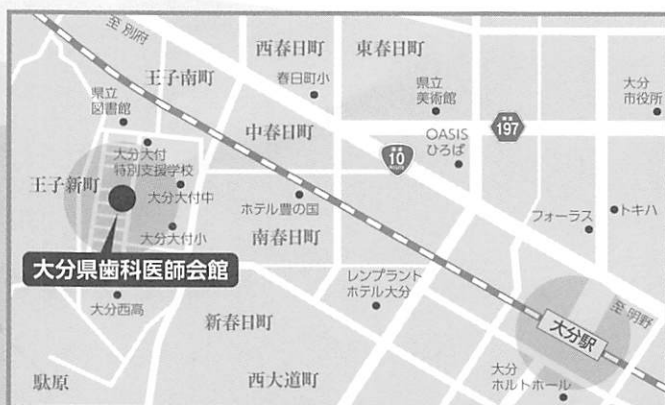 至 別府
西春日町
東春日町
王子南町
春日町小
県立
図書館
県立
美術館
大分
市役所
中春日町
OASIS
ひろば
197
10
大分大付
特別支援学校
王子新町
大分大付中
ホテル豊の国
フォーラス
トキハ
大分大付小
南春日町
大分県歯科医師会館
レンブラント
ホテル大分
大分西高
至 明野
新春日町
大分駅
駄原
西大道町
大分
ホルトホール